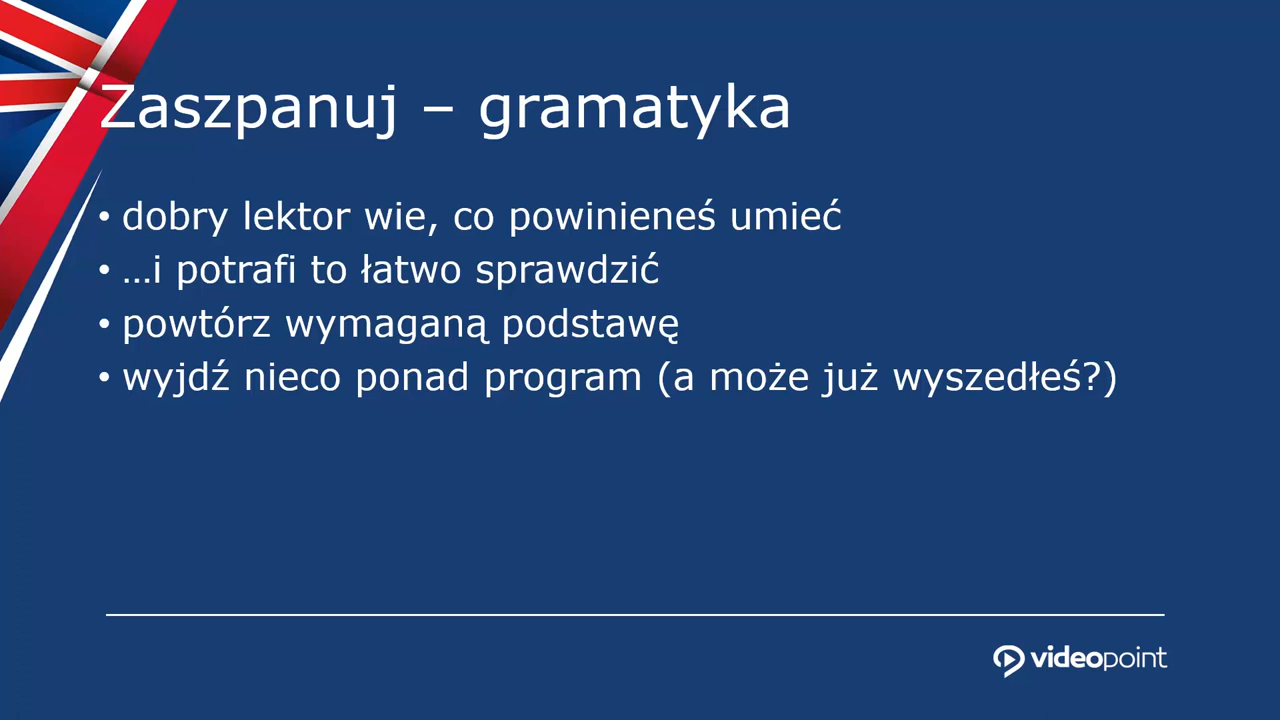 Zaszpanuj – gramatyka
• dobry lektor wie, co powinieneś umieć
• …i potrafi to łatwo sprawdzić
• powtórz wymaganą podstawę
• wyjdź nieco ponad program (a może już wyszedłeś?)
videopoint